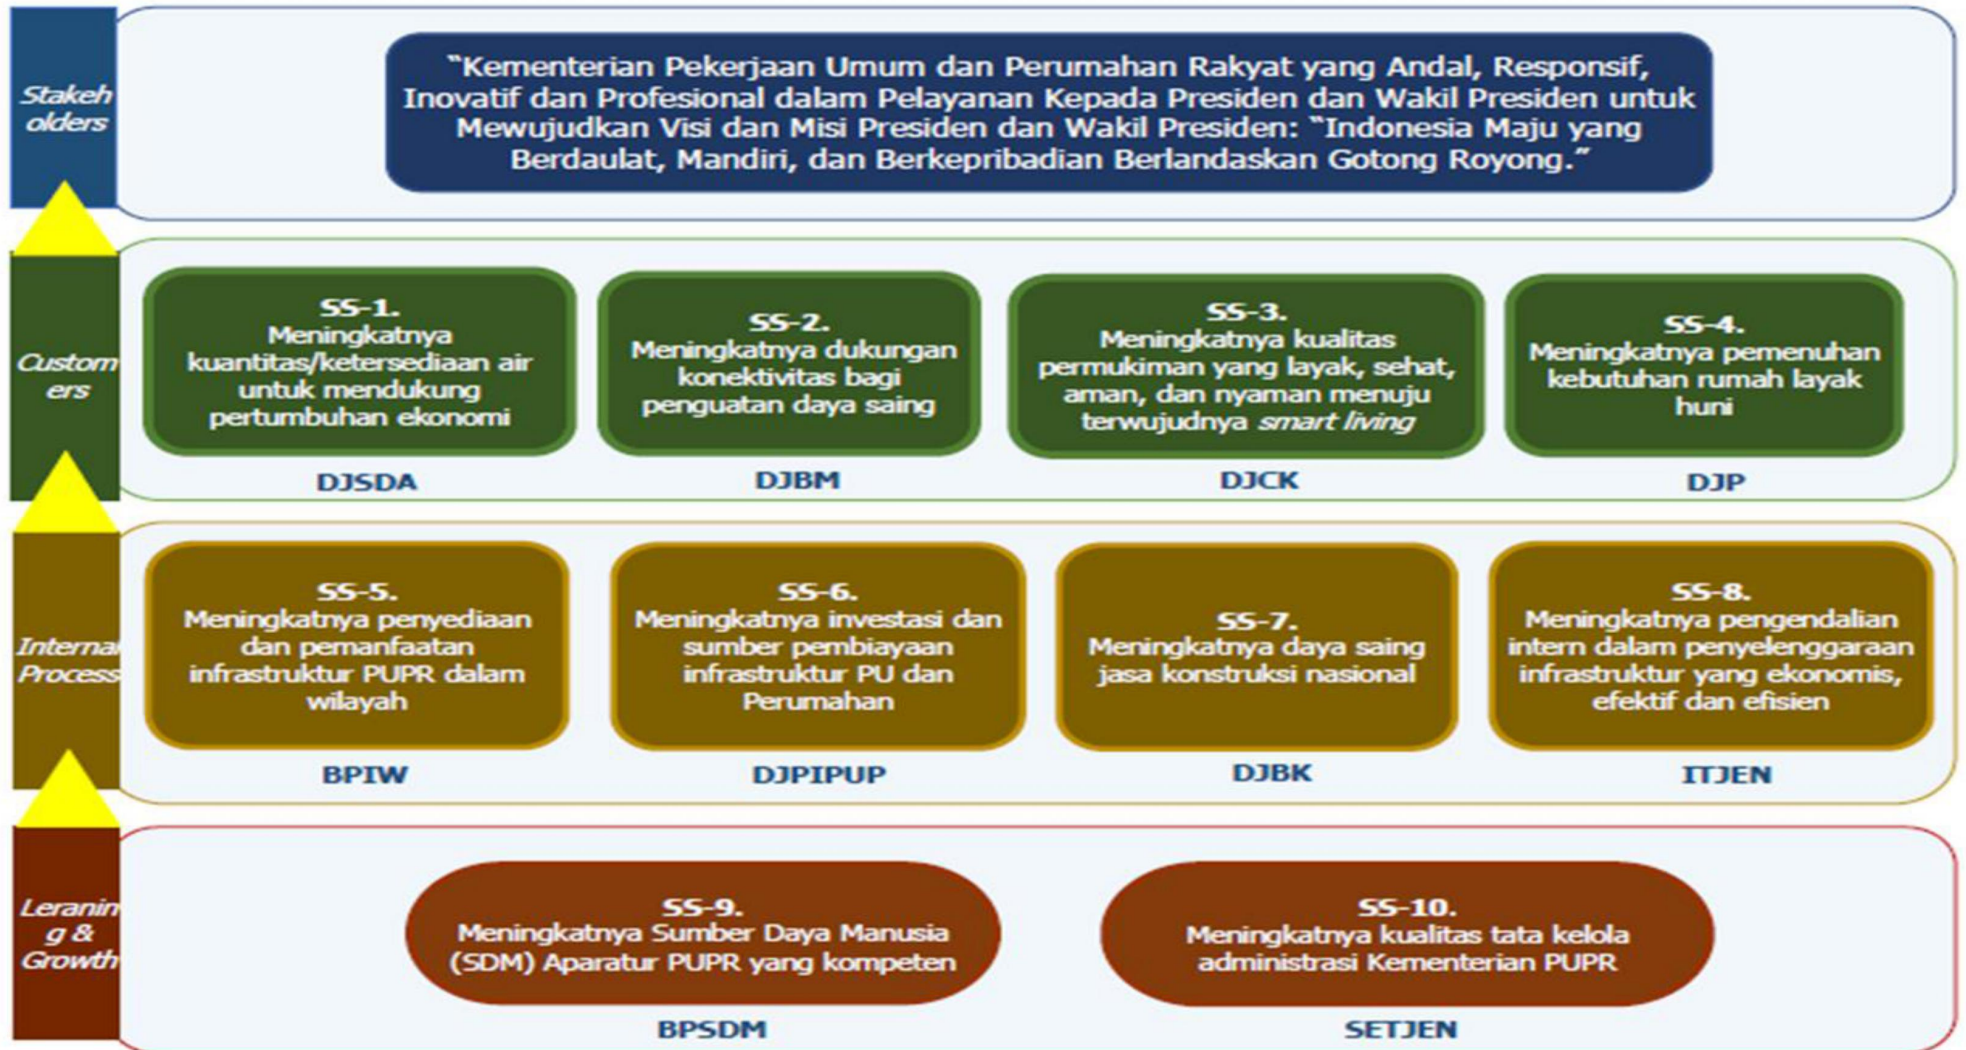 Stakeh
olders
“Kementerian Pekerjaan Umum dan Perumahan Rakyat yang Andal, Responsif,
Inovatif dan Profesional dalam Pelayanan Kepada Presiden dan Wakil Presiden untuk
Mewujudkan Visi dan Misi Presiden dan Wakil Presiden: “Indonesia Maju yang
Berdaulat, Mandiri, dan Berkepribadian Berlandaskan Gotong Royong.”
Custom
ers
SS-1.
Meningkatnya
kuantitas/ketersediaan air
untuk mendukung
pertumbuhan ekonomi
DJSDA
SS-2.
Meningkatnya dukungan
konektivitas bagi
penguatan daya saing
DJBM
SS-3.
Meningkatnya kualitas
permukiman yang layak, sehat,
aman, dan nyaman menuju
terwujudnya smart living
DJCK
SS-4.
Meningkatnya pemenuhan
kebutuhan rumah layak
huni
DJP
Internal
Process
SS-5.
Meningkatnya penyediaan
dan pemanfaatan
infrastruktur PUPR dalam
wilayah
BPIW
SS-6.
Meningkatnya investasi dan
sumber pembiayaan
infrastruktur PU dan
Perumahan
DJPIPUP
SS-7.
Meningkatnya daya saing
jasa konstruksi nasional
DJBK
SS-8.
Meningkatnya pengendalian
intern dalam penyelenggaraan
infrastruktur yang ekonomis,
efektif dan efisien
ITJEN
Leranin
g &
Growth
SS-9.
Meningkatnya Sumber Daya Manusia
(SDM) Aparatur PUPR yang kompeten
BPSDM
SS-10.
Meningkatnya kualitas tata kelola
administrasi Kementerian PUPR
SETJEN